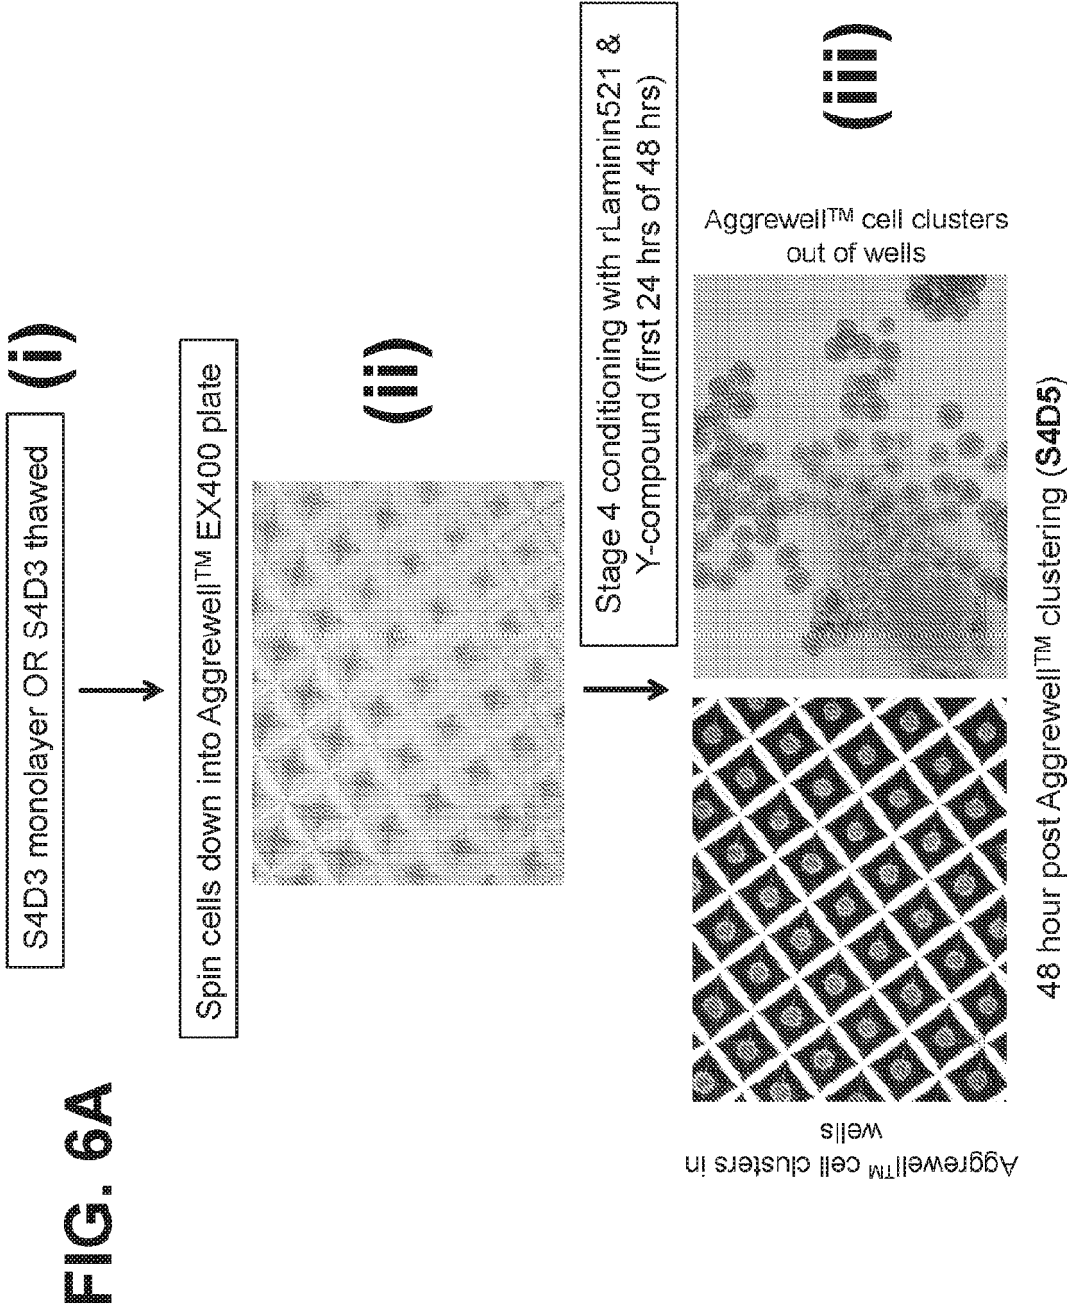 FIG. 6A
S4D3 monolayer OR S4D3 thawed
(i)
Spin cells down into Aggrewell™ EX400 plate
(ii)
Stage 4 conditioning with rLaminin521 &
Y-compound (first 24 hrs of 48 hrs)
(iii)
Aggrewell™ cell clusters in
wells
Aggrewell™ cell clusters
out of wells
48 hour post Aggrewell™ clustering (S4D5)